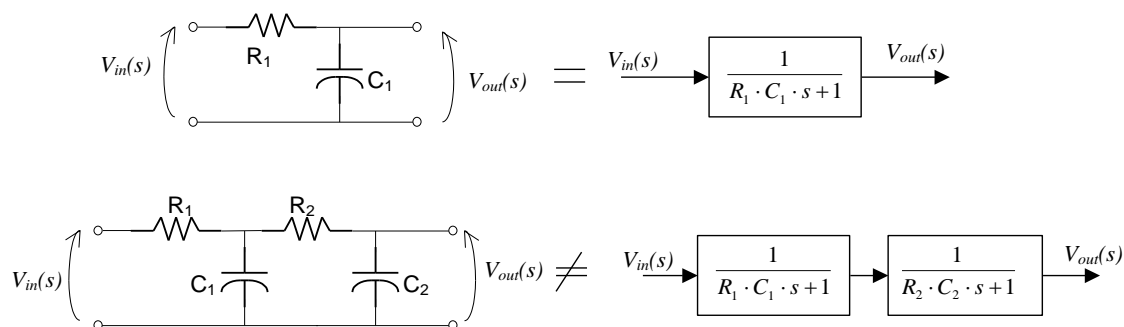 V_in(s) R₁ C₁ V_out(s) = V_in(s) 1 / (R₁ · C₁ · s + 1) V_out(s)
V_in(s) R₁ C₁ R₂ C₂ V_out(s) ≠ V_in(s) 1 / (R₁ · C₁ · s + 1) 1 / (R₂ · C₂ · s + 1) V_out(s)